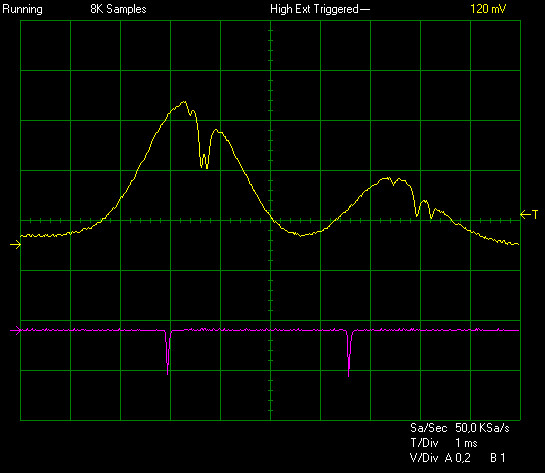 Running 8K Samples High Ext Triggered— 120 mV
T
Sa/Sec 50,0 KSa/s
T/Div 1 ms
V/Div A 0,2 B 1